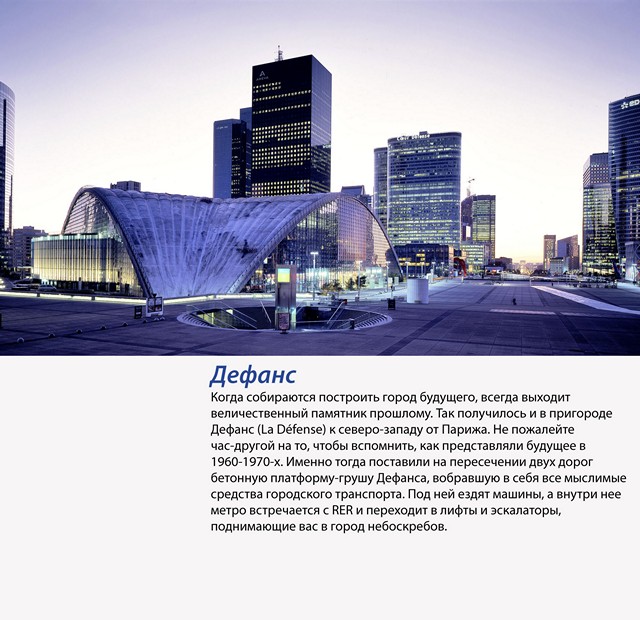 Дефанс
Когда собираются построить город будущего, всегда выходит
величественный памятник прошлому. Так получилось и в пригороде
Дефанс (La Défense) к северо-западу от Парижа. Не пожалейте
час-другой на то, чтобы вспомнить, как представляли будущее в
1960-1970-х. Именно тогда поставили на пересечении двух дорог
бетонную платформу-грушу Дефанса, вобравшую в себя все мыслимые
средства городского транспорта. Под ней ездят машины, а внутри нее
метро встречается с RER и переходит в лифты и эскалаторы,
поднимающие вас в город небоскребов.